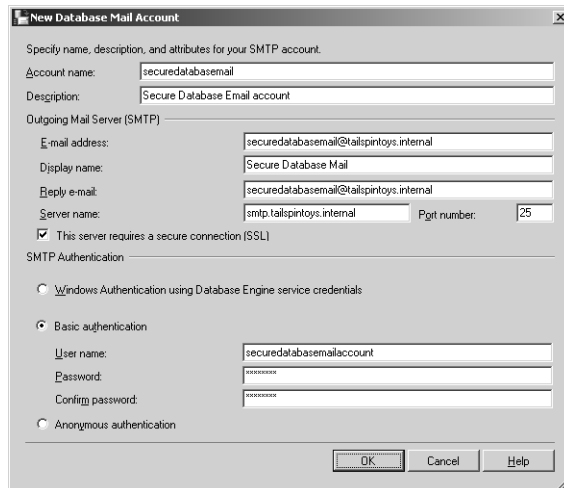 New Database Mail Account
Specify name, description, and attributes for your SMTP account.
Account name: securedatabasemail
Description: Secure Database Email account
Outgoing Mail Server (SMTP)
E-mail address: securedatabasemail@tailspintoys.internal
Display name: Secure Database Mail
Reply e-mail: securedatabasemail@tailspintoys.internal
Server name: smtp.tailspintoys.internal Port number: 25
This server requires a secure connection (SSL)
SMTP Authentication
Windows Authentication using Database Engine service credentials
Basic authentication
User name: securedatabasemailaccount
Password: ********
Confirm password: ********
Anonymous authentication
OK Cancel Help